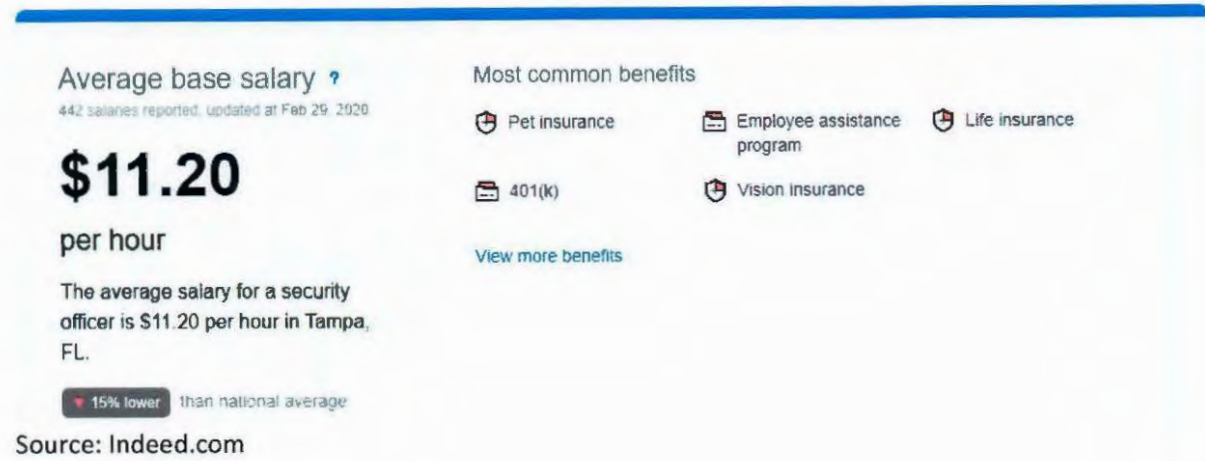 Average base salary ?
442 salaries reported, updated at Feb 29, 2020
$11.20
per hour
The average salary for a security
officer is $11.20 per hour in Tampa,
FL.
15% lower than national average
Most common benefits
Pet insurance
Employee assistance
program
Life insurance
401(k)
Vision insurance
View more benefits
Source: Indeed.com